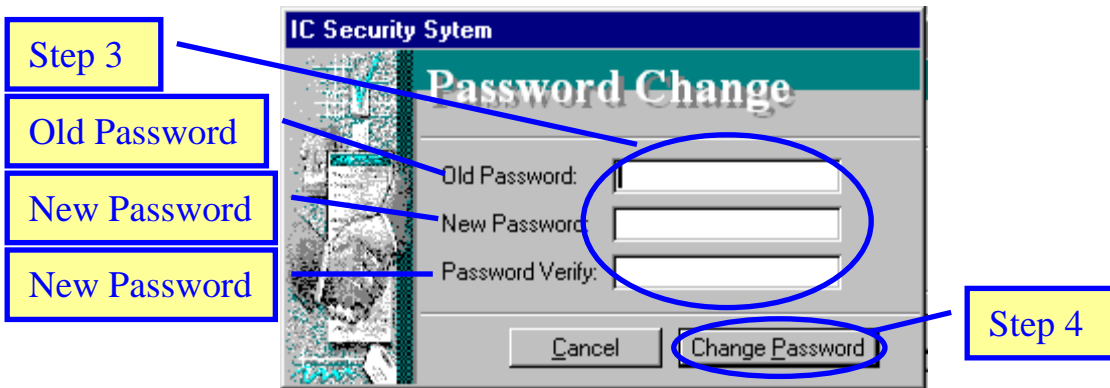 IC Security Sytem
Step 3
Password Change
Old Password
Old Password:
New Password
New Password:
New Password
Password Verify:
Cancel
Change Password
Step 4